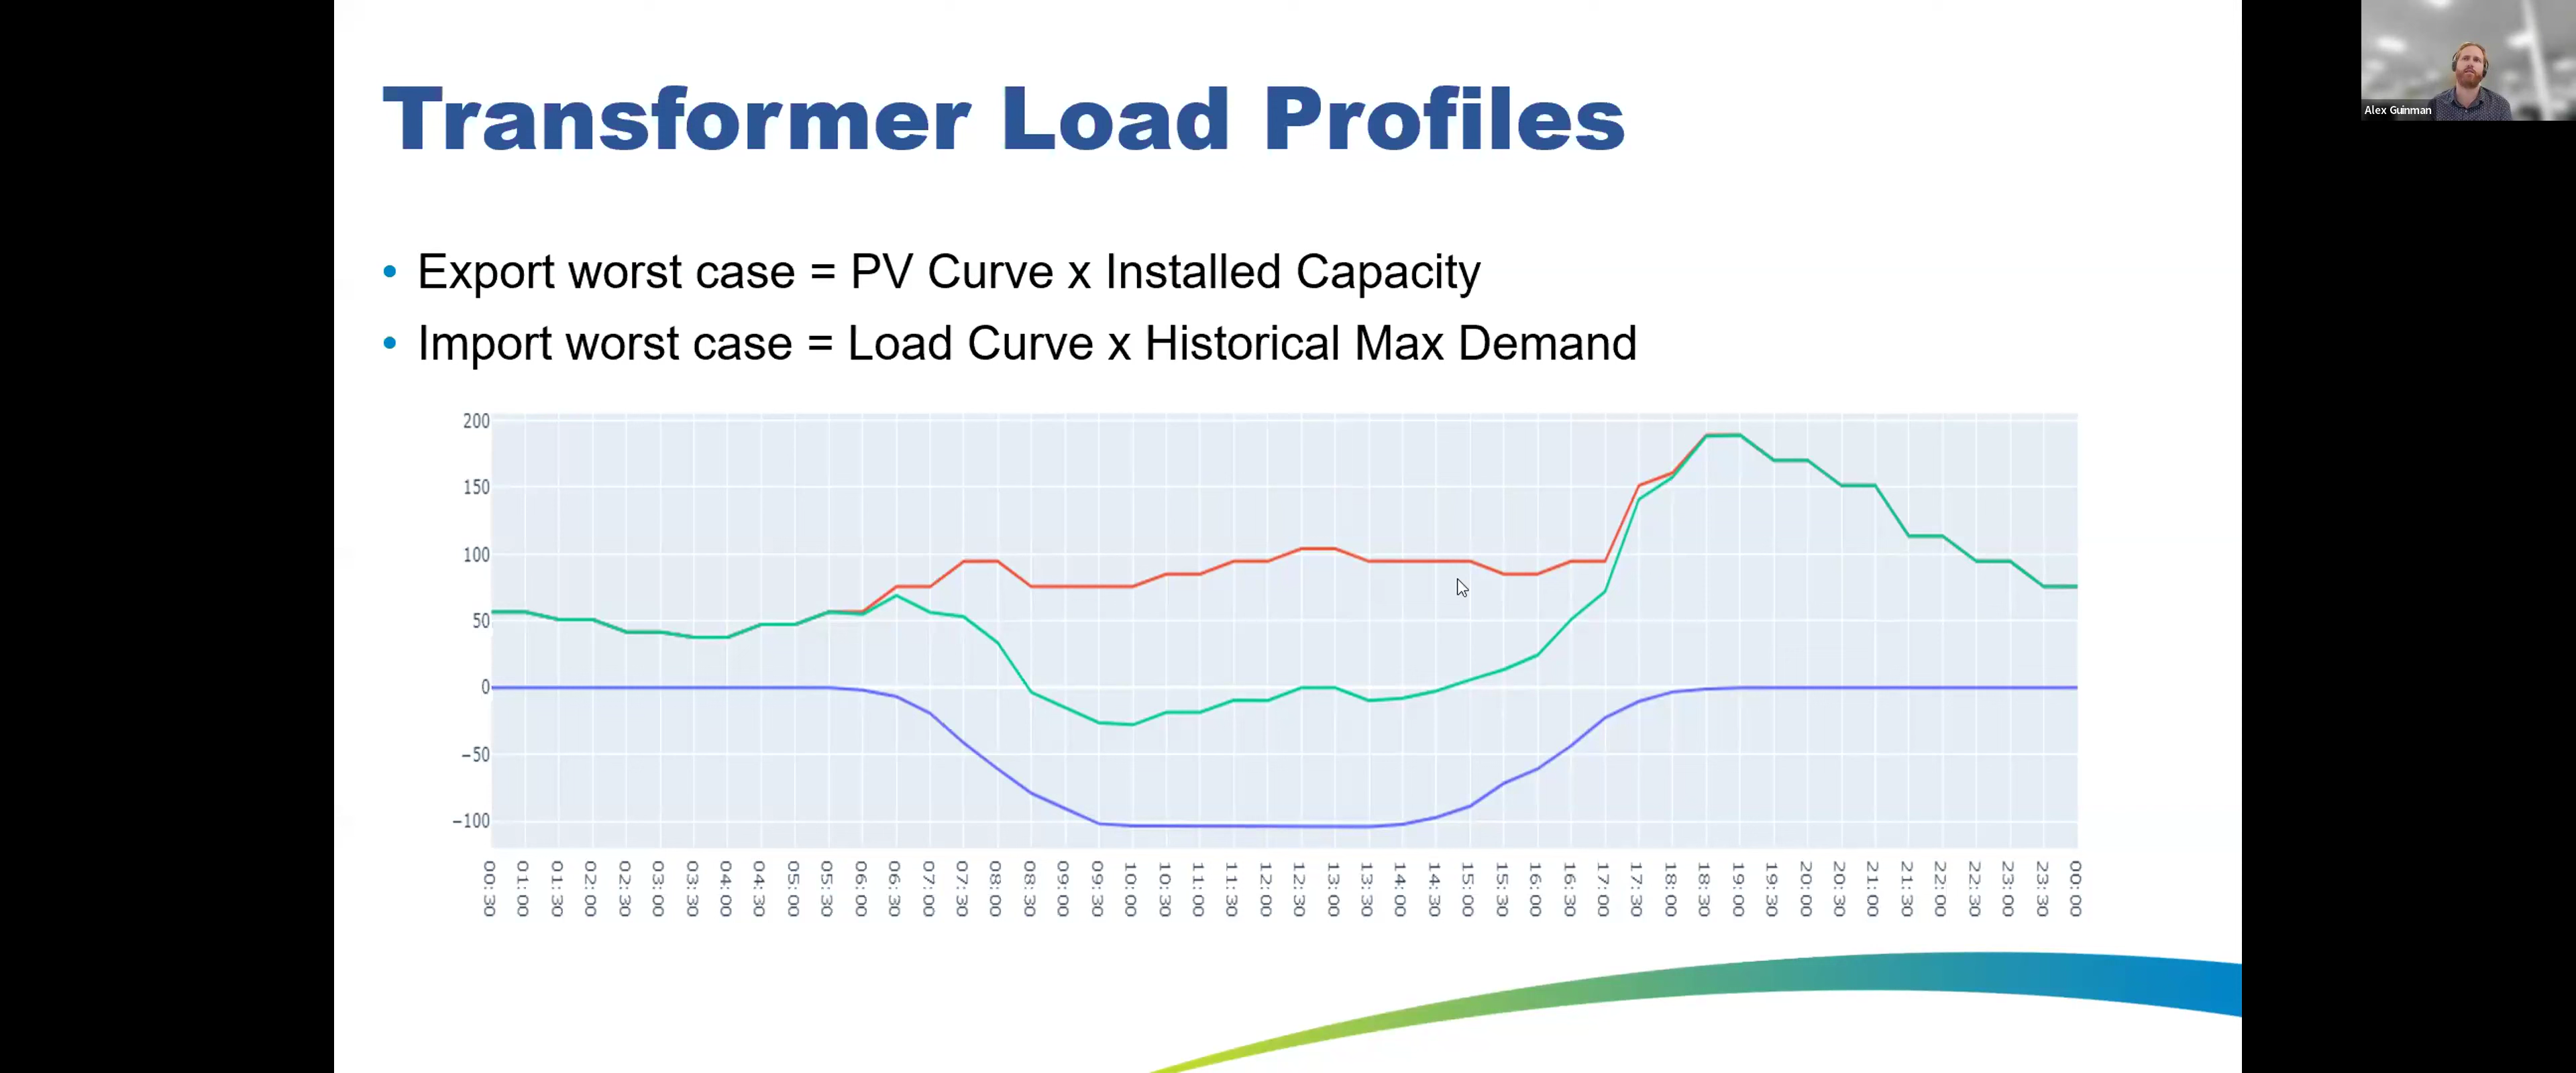 Transformer Load Profiles
Alex Guinman
• Export worst case = PV Curve x Installed Capacity
• Import worst case = Load Curve x Historical Max Demand
200
150
100
50
0
−50
−100
00:30 01:00 01:30 02:00 02:30 03:00 03:30 04:00 04:30 05:00 05:30 06:00 06:30 07:00 07:30 08:00 08:30 09:00 09:30 10:00 10:30 11:00 11:30 12:00 12:30 13:00 13:30 14:00 14:30 15:00 15:30 16:00 16:30 17:00 17:30 18:00 18:30 19:00 19:30 20:00 20:30 21:00 21:30 22:00 22:30 23:00 23:30 00:00